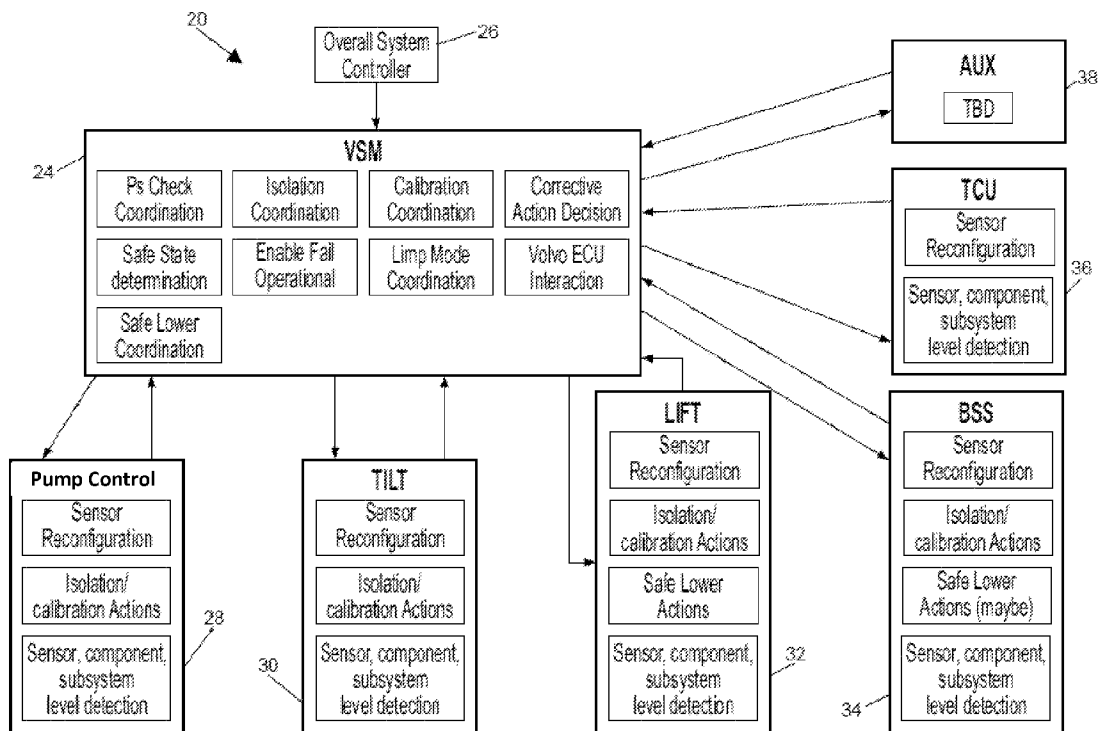 20
Overall System
Controller
26
AUX
TBD
38
VSM
24
Ps Check
Coordination
Isolation
Coordination
Calibration
Coordination
Corrective
Action Decision
Safe State
determination
Enable Fail
Operational
Limp Mode
Coordination
Volvo ECU
Interaction
Safe Lower
Coordination
TCU
Sensor
Reconfiguration
Sensor, component,
subsystem
level detection
36
Pump Control
Sensor
Reconfiguration
Isolation/
calibration Actions
Sensor, component,
subsystem
level detection
28
TILT
Sensor
Reconfiguration
Isolation/
calibration Actions
Sensor, component,
subsystem
level detection
30
LIFT
Sensor
Reconfiguration
Isolation/
calibration Actions
Safe Lower
Actions
Sensor, component,
subsystem
level detection
32
BSS
Sensor
Reconfiguration
Isolation/
calibration Actions
Safe Lower
Actions (maybe)
Sensor, component,
subsystem
level detection
34